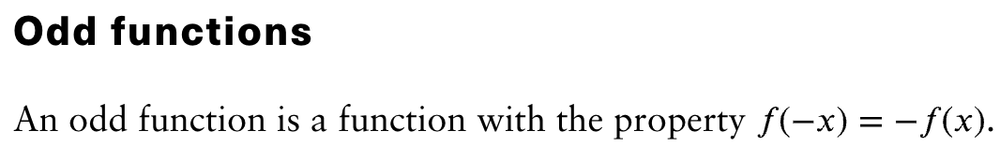 Odd functions
An odd function is a function with the property f(−x) = −f(x).